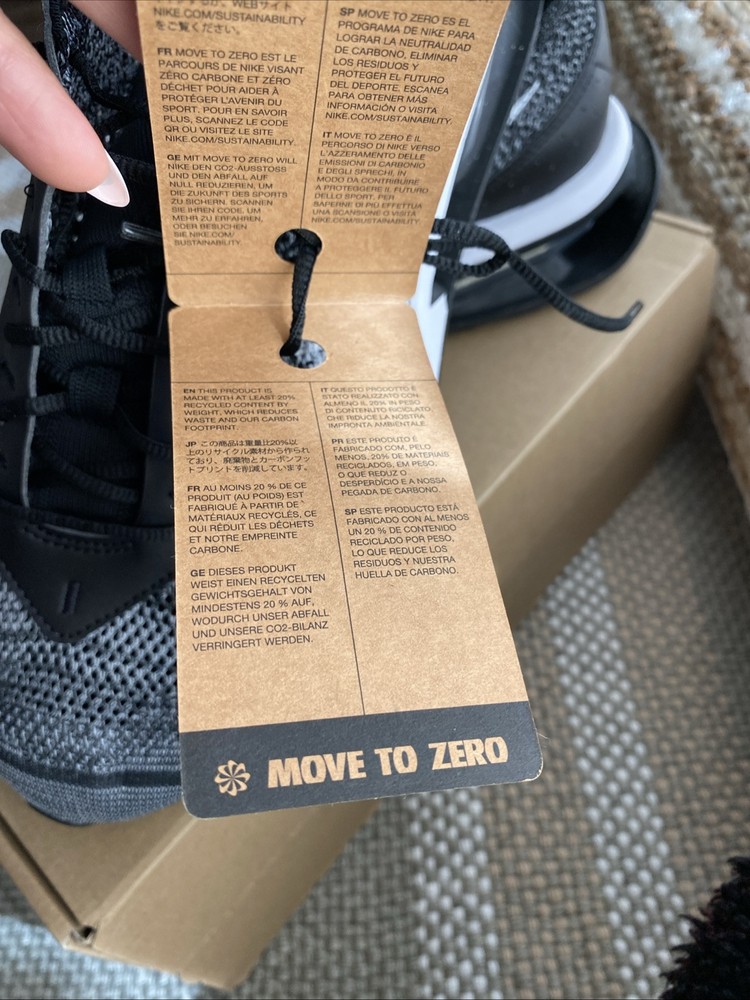 WEBサイト
NIKE.COM/SUSTAINABILITY
をご覧ください。
FR MOVE TO ZERO EST LE
PARCOURS DE NIKE VISANT
ZÉRO CARBONE ET ZÉRO
DÉCHET POUR AIDER À
PROTÉGER L'AVENIR DU
SPORT. POUR EN SAVOIR
PLUS, SCANNEZ LE CODE
QR OU VISITEZ LE SITE
NIKE.COM/SUSTAINABILITY.
GE MIT MOVE TO ZERO WILL
NIKE DEN CO2-AUSSTOSS
UND DEN ABFALL AUF
NULL REDUZIEREN, UM
DIE ZUKUNFT DES SPORTS
ZU SICHERN. SCANNEN
SIE IHREN CODE, UM
MEHR ZU ERFAHREN,
ODER BESUCHEN
SIE NIKE.COM/
SUSTAINABILITY.
SP MOVE TO ZERO ES EL
PROGRAMA DE NIKE PARA
LOGRAR LA NEUTRALIDAD
DE CARBONO, ELIMINAR
LOS RESIDUOS Y
PROTEGER EL FUTURO
DEL DEPORTE. ESCANEA
PARA OBTENER MÁS
INFORMACIÓN O VISITA
NIKE.COM/SUSTAINABILITY.
IT MOVE TO ZERO È IL
PERCORSO DI NIKE VERSO
L'AZZERAMENTO DELLE
EMISSIONI DI CARBONIO
E DEGLI SPRECHI, IN
MODO DA CONTRIBUIRE
A PROTEGGERE IL FUTURO
DELLO SPORT. PER
SAPERNE DI PIÙ EFFETTUA
UNA SCANSIONE O VISITA
NIKE.COM/SUSTAINABILITY.
EN THIS PRODUCT IS
MADE WITH AT LEAST 20%
RECYCLED CONTENT BY
WEIGHT, WHICH REDUCES
WASTE AND OUR CARBON
FOOTPRINT.
JP この商品は重量比20%以
上のリサイクル素材から作られ
ており、廃棄物とカーボンフッ
トプリントを削減しています。
FR AU MOINS 20 % DE CE
PRODUIT (AU POIDS) EST
FABRIQUÉ À PARTIR DE
MATÉRIAUX RECYCLÉS, CE
QUI RÉDUIT LES DÉCHETS
ET NOTRE EMPREINTE
CARBONE.
GE DIESES PRODUKT
WEIST EINEN RECYCELTEN
GEWICHTSGEHALT VON
MINDESTENS 20 % AUF,
WODURCH UNSER ABFALL
UND UNSERE CO2-BILANZ
VERRINGERT WERDEN.
IT QUESTO PRODOTTO È
STATO REALIZZATO CON
ALMENO IL 20% IN PESO
DI CONTENUTO RICICLATO,
CHE RIDUCE LA NOSTRA
IMPRONTA AMBIENTALE.
PR ESTE PRODUTO É
FABRICADO COM, PELO
MENOS, 20% DE MATERIAIS
RECICLADOS, EM PESO,
O QUE REDUZ O
DESPERDÍCIO E A NOSSA
PEGADA DE CARBONO.
SP ESTE PRODUCTO ESTÁ
FABRICADO CON AL MENOS
UN 20 % DE CONTENIDO
RECICLADO POR PESO,
LO QUE REDUCE LOS
RESIDUOS Y NUESTRA
HUELLA DE CARBONO.
MOVE TO ZERO